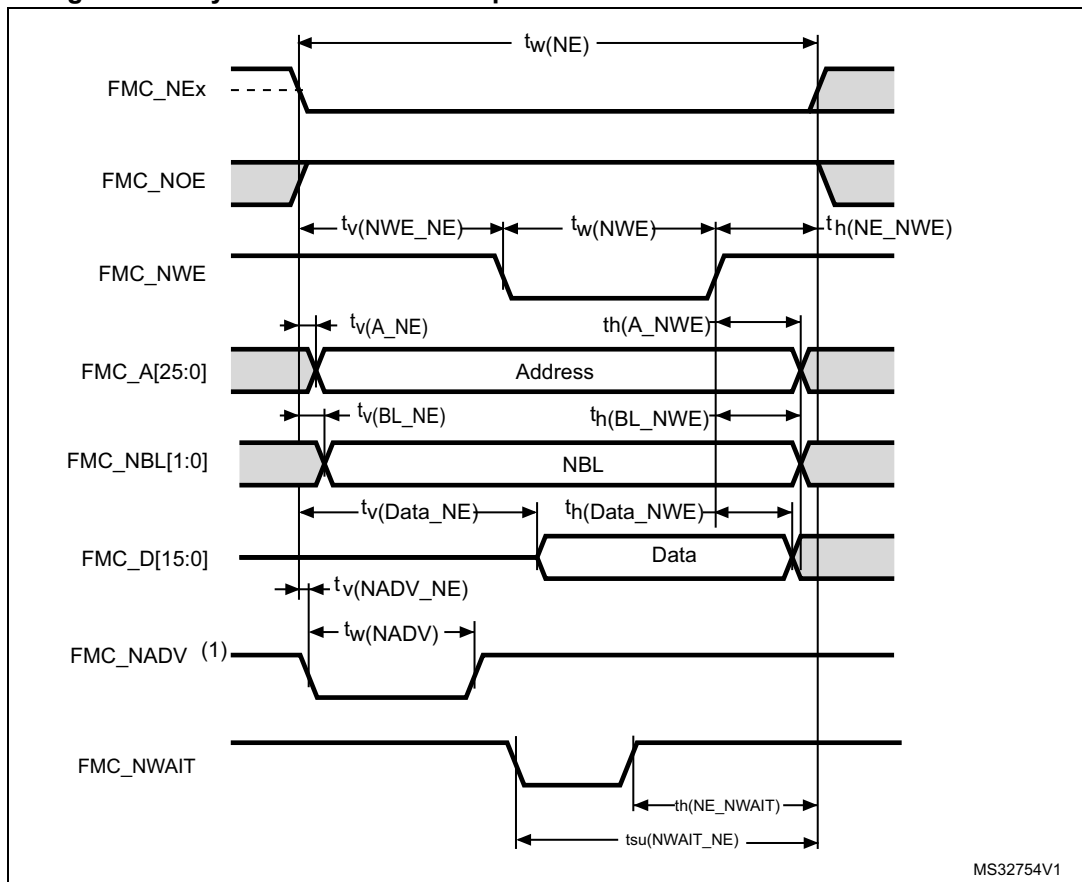 tw(NE)
FMC_NEx
FMC_NOE
tv(NWE_NE) tw(NWE) th(NE_NWE)
FMC_NWE
tv(A_NE) th(A_NWE)
FMC_A[25:0] Address
tv(BL_NE) th(BL_NWE)
FMC_NBL[1:0] NBL
tv(Data_NE) th(Data_NWE)
FMC_D[15:0] Data
tv(NADV_NE)
tw(NADV)
FMC_NADV (1)
FMC_NWAIT
th(NE_NWAIT)
tsu(NWAIT_NE)
MS32754V1